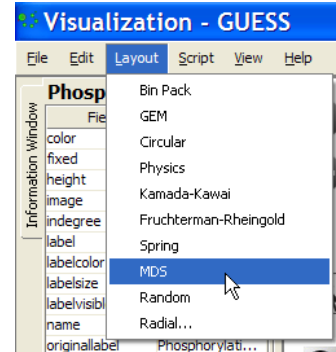 Visualization - GUESS
File Edit Layout Script View Help
Information Window
Phosp
Fie
color
fixed
height
image
indegree
label
labelcolor
labelsize
labelvisibl
name
originallabel Phosphorylati...
Bin Pack
GEM
Circular
Physics
Kamada-Kawai
Fruchterman-Rheingold
Spring
MDS
Random
Radial...